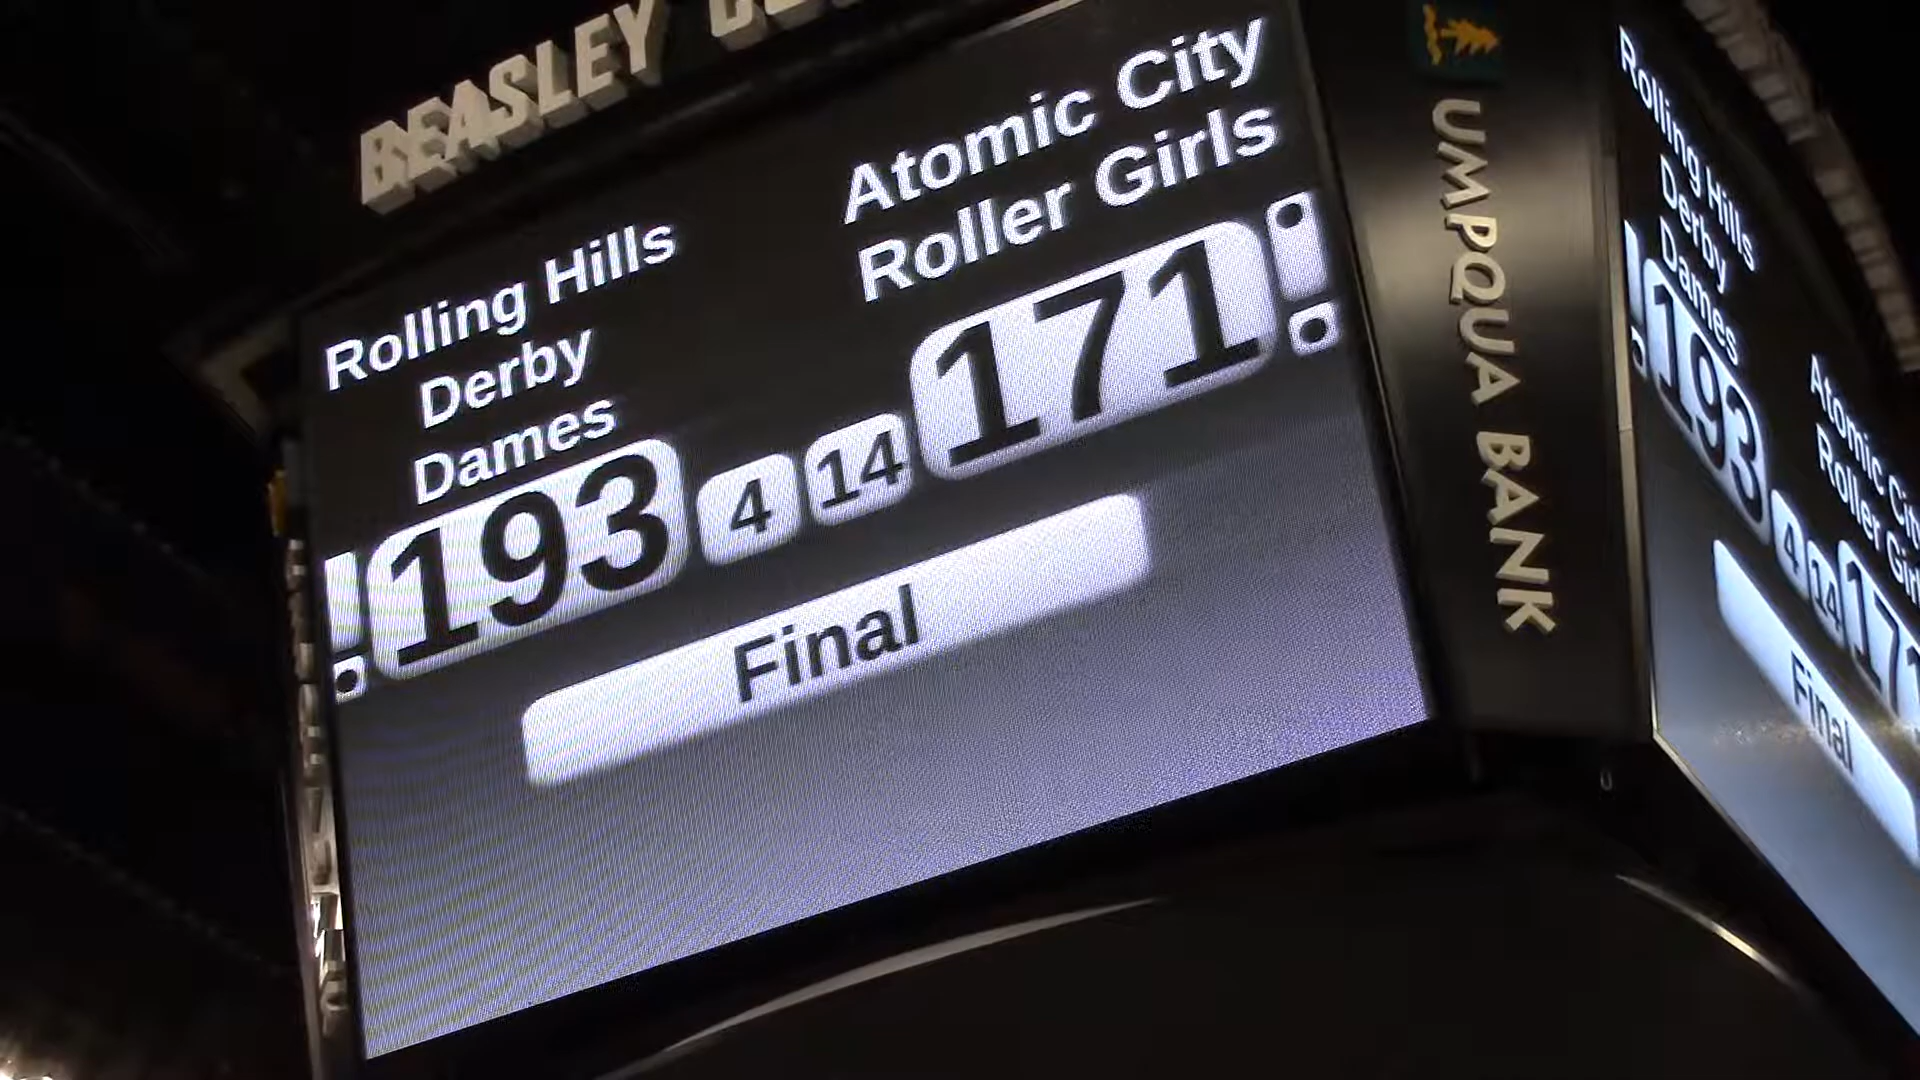 BEASLEY
Rolling Hills
Derby
Dames
Atomic City
Roller Girls
193
4
14
171
Final
UMPQUA BANK
Rolling Hills
Derby
Dames
193
Atomic City
Roller
4
14
171
Final